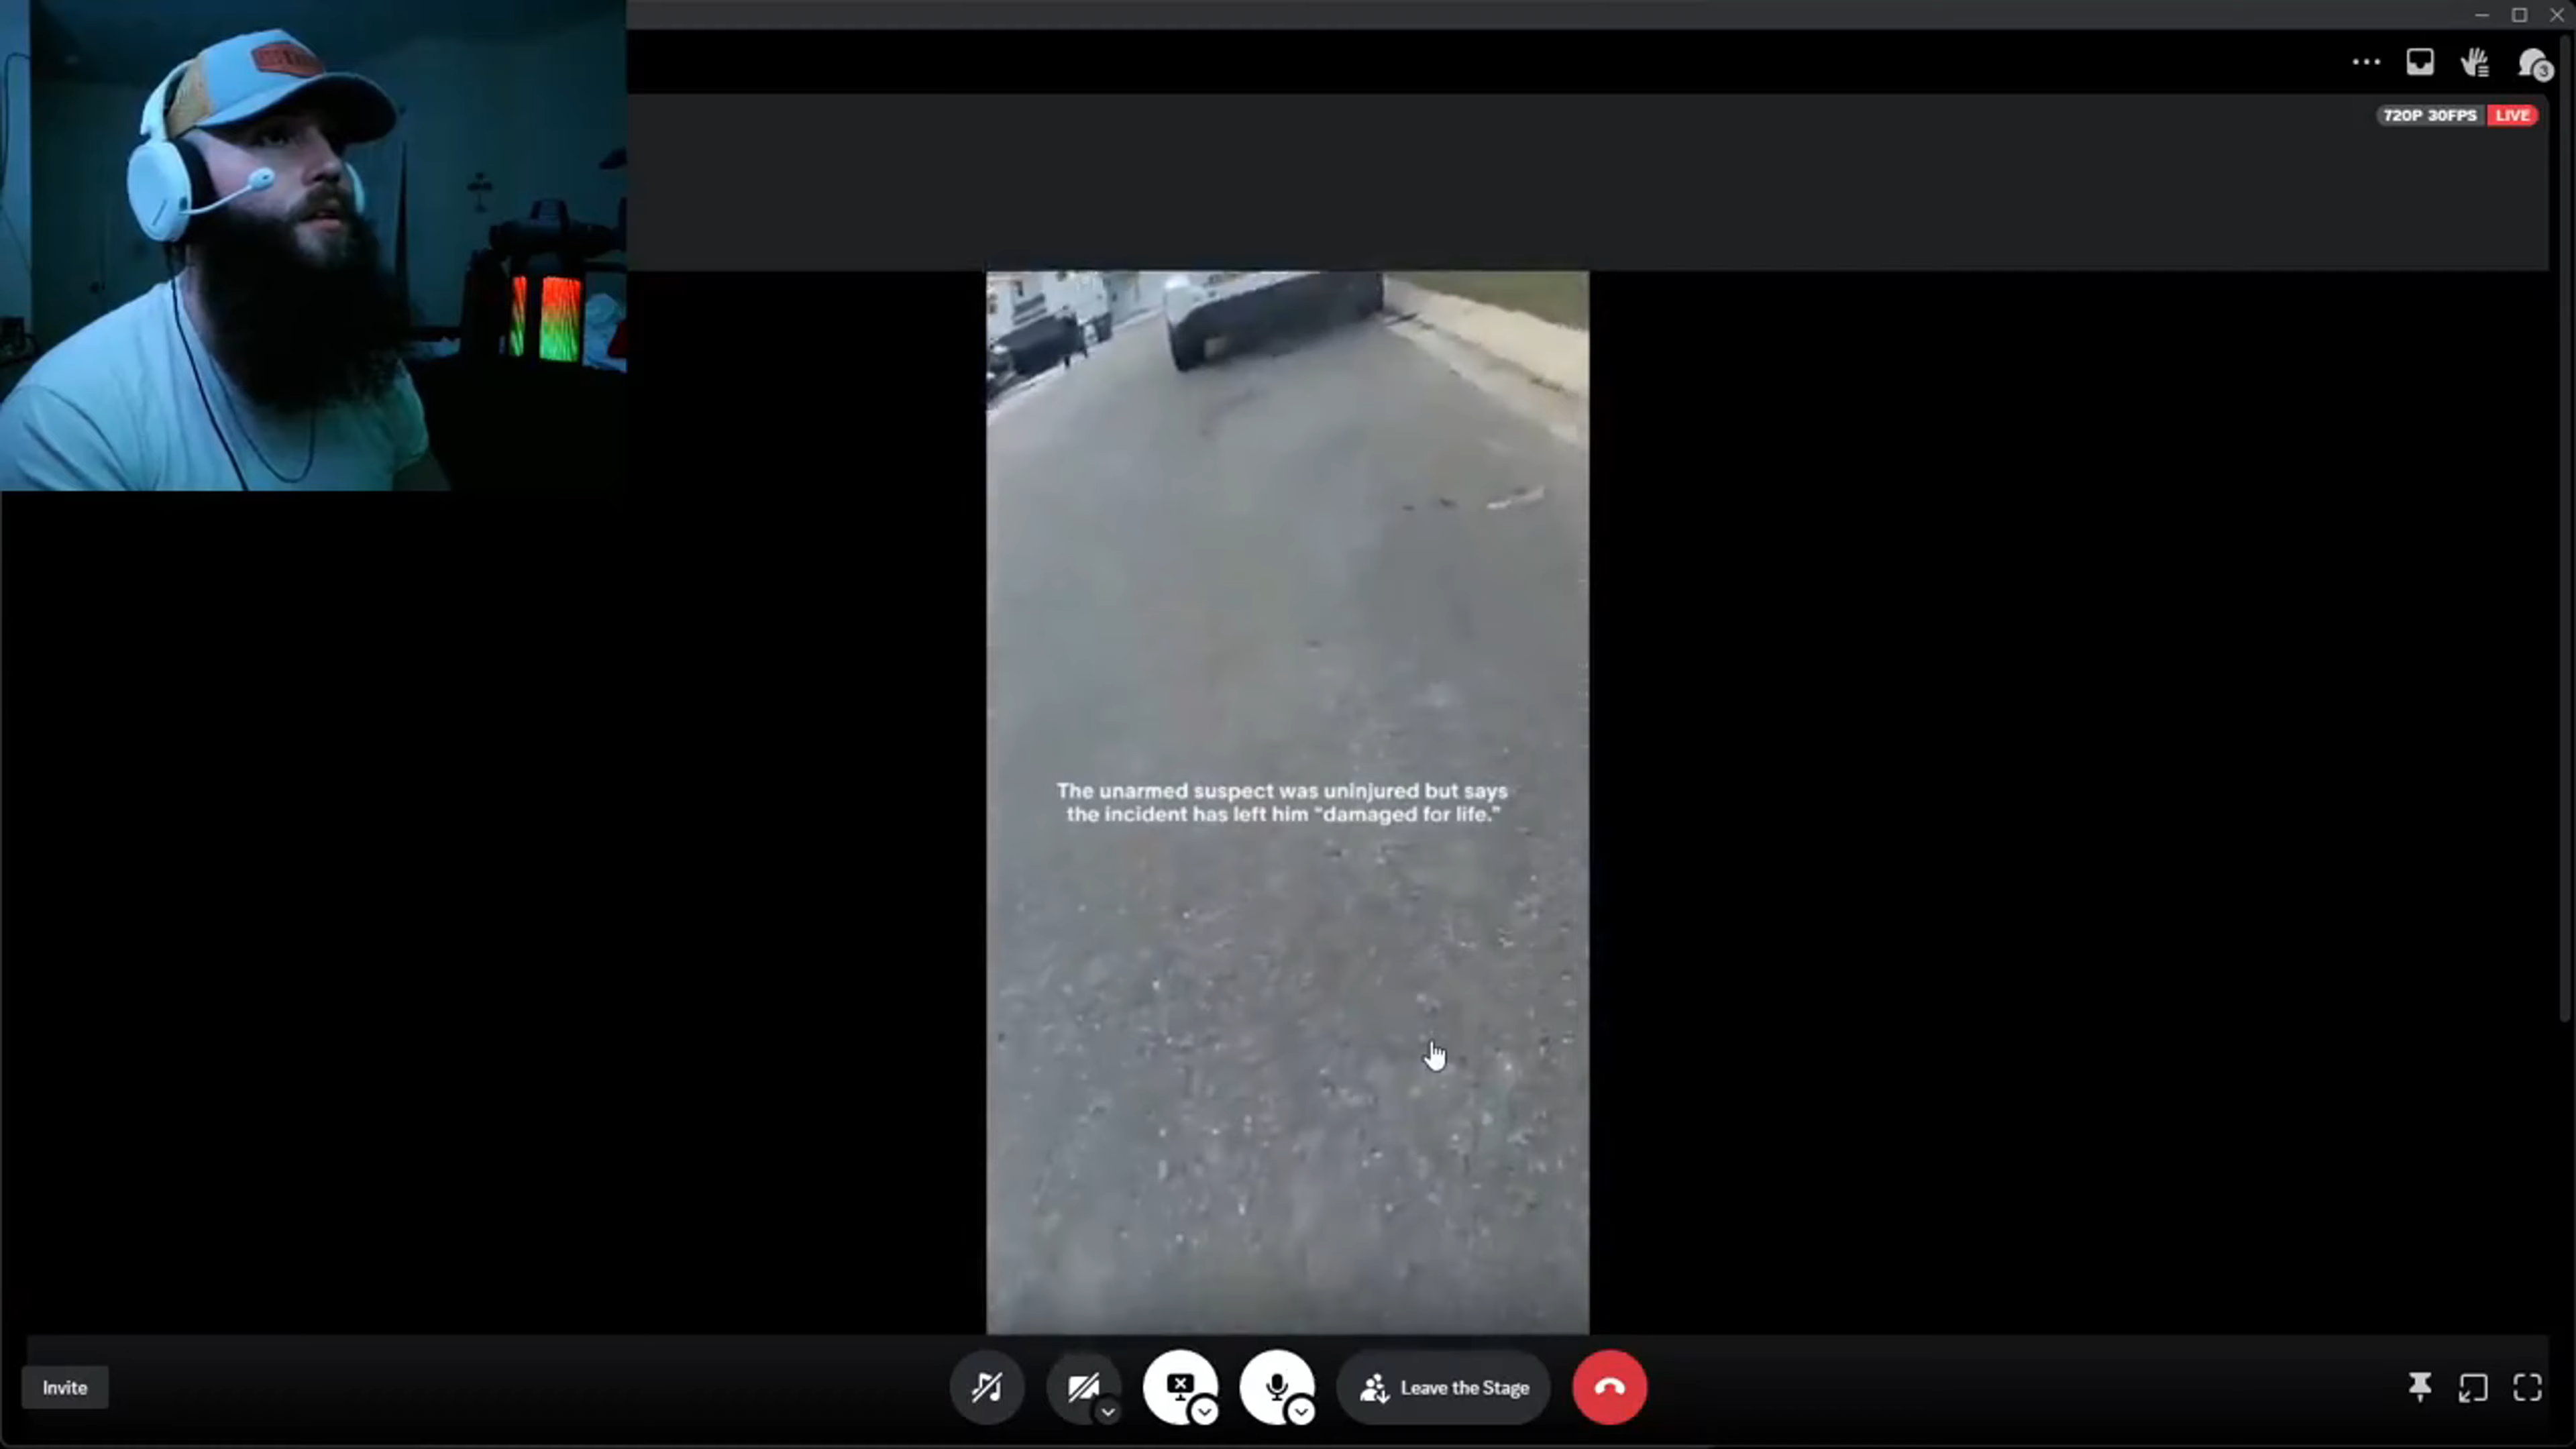 720P 30FPS LIVE
3
The unarmed suspect was uninjured but says
the incident has left him "damaged for life."
Invite
Leave the Stage